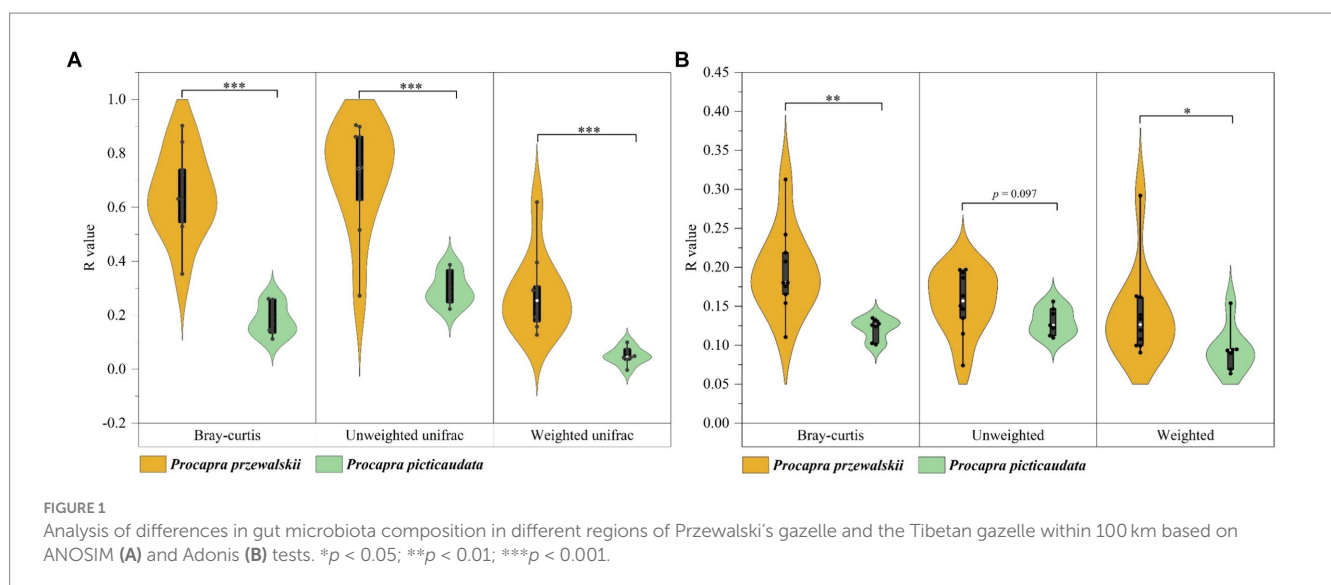 A
B
R value
1.0
0.8
0.6
0.4
0.2
0.0
-0.2
***
***
***
Bray-curtis
Unweighted unifrac
Weighted unifrac
Procapra przewalskii
Procapra picticaudata
R value
0.45
0.40
0.35
0.30
0.25
0.20
0.15
0.10
0.05
0.00
**
p = 0.097
*
Bray-curtis
Unweighted
Weighted
Procapra przewalskii
Procapra picticaudata
FIGURE 1
Analysis of differences in gut microbiota composition in different regions of Przewalski's gazelle and the Tibetan gazelle within 100 km based on
ANOSIM (A) and Adonis (B) tests. *p < 0.05; **p < 0.01; ***p < 0.001.